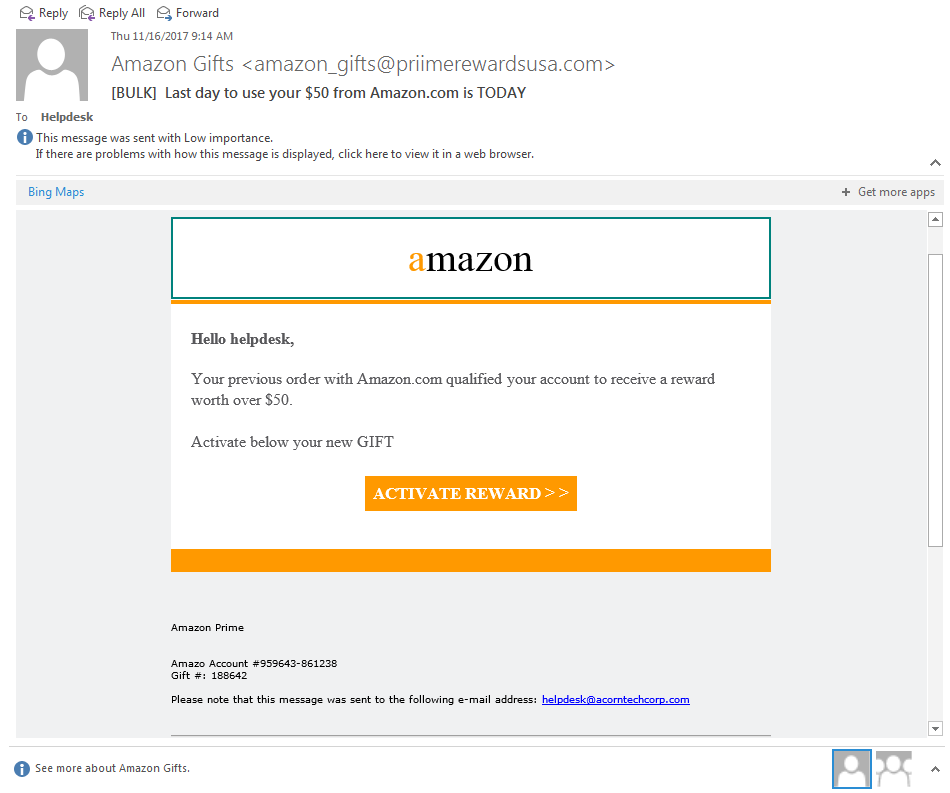 Reply Reply All Forward
Thu 11/16/2017 9:14 AM
Amazon Gifts <amazon_gifts@priimerewardsusa.com>
[BULK] Last day to use your $50 from Amazon.com is TODAY
To Helpdesk
This message was sent with Low importance.
If there are problems with how this message is displayed, click here to view it in a web browser.
Bing Maps + Get more apps
amazon
Hello helpdesk,
Your previous order with Amazon.com qualified your account to receive a reward
worth over $50.
Activate below your new GIFT
ACTIVATE REWARD > >
Amazon Prime
Amazo Account #959643-861238
Gift #: 188642
Please note that this message was sent to the following e-mail address: helpdesk@acorntechcorp.com
See more about Amazon Gifts.